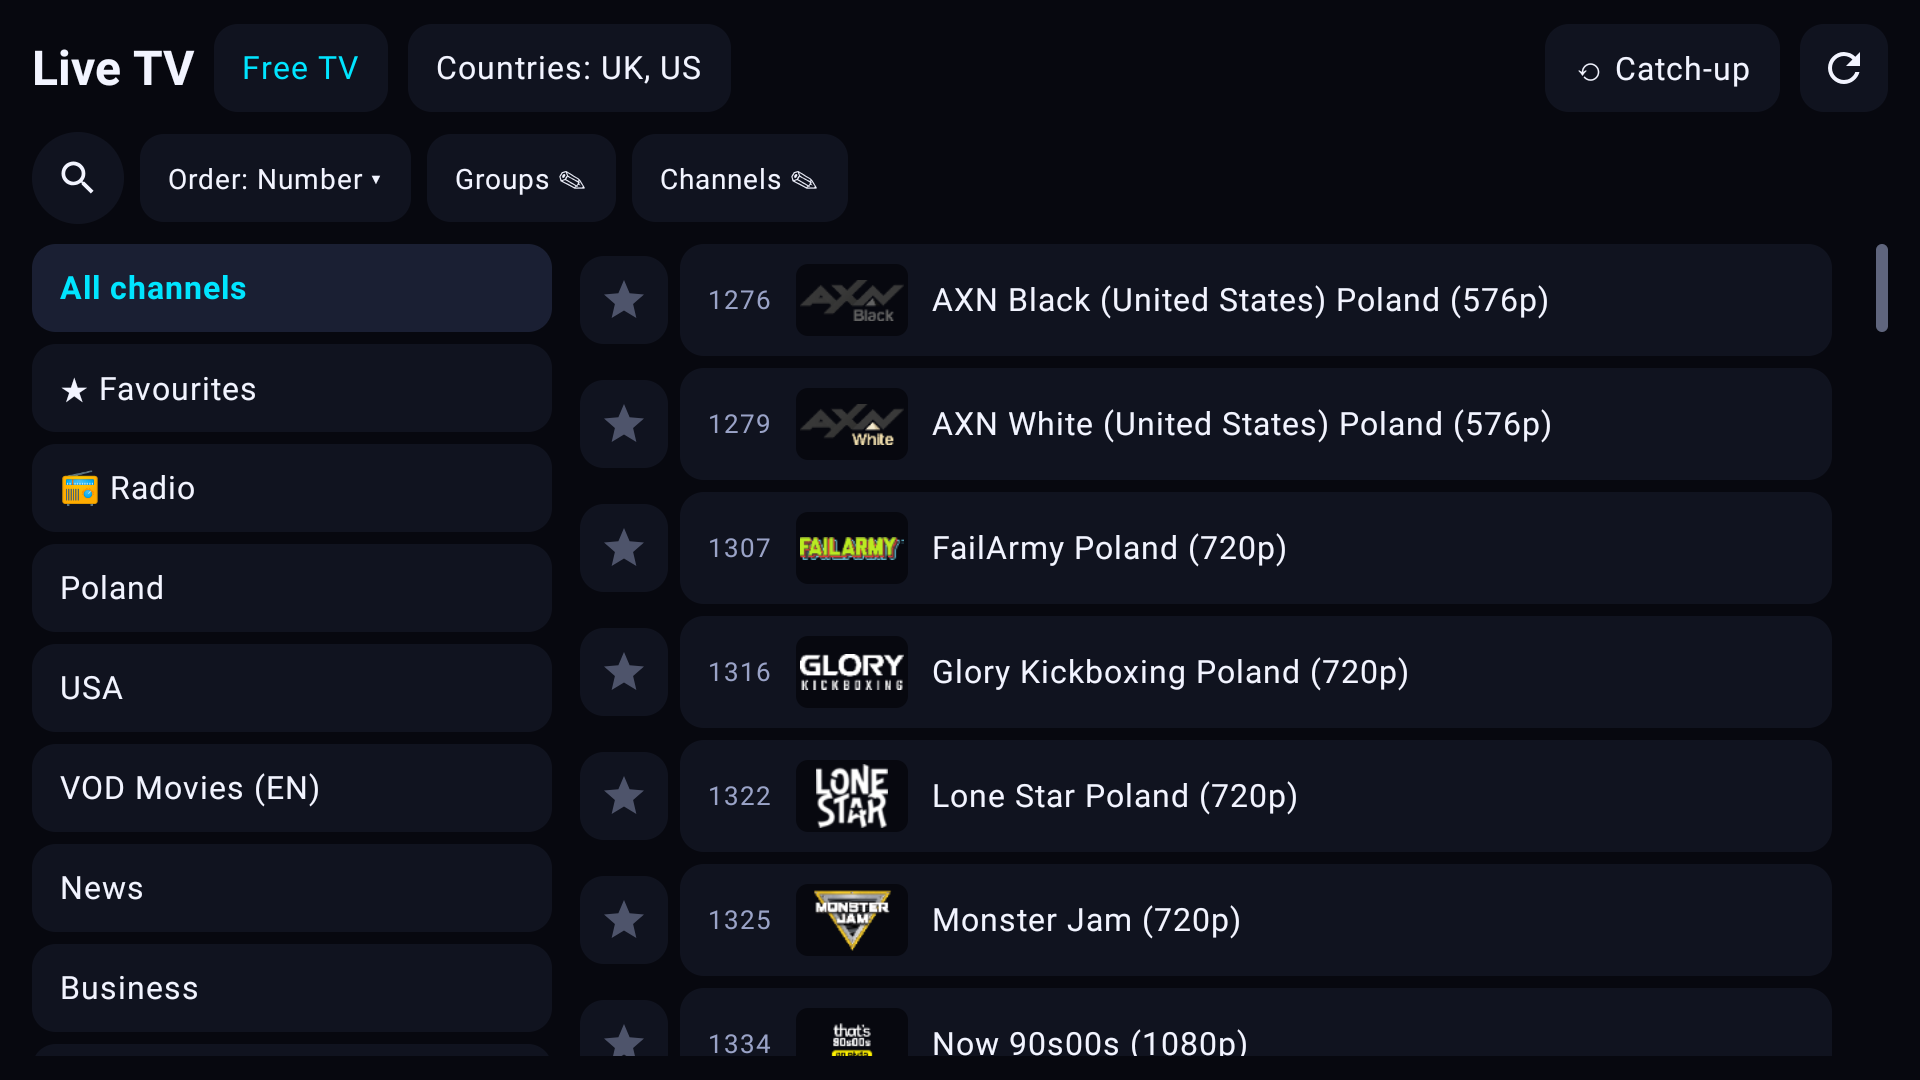 Live TV
Free TV
Countries: UK, US
Catch-up
Order: Number ▾
Groups ✎
Channels ✎
All channels
★ Favourites
📻 Radio
Poland
USA
VOD Movies (EN)
News
Business
1276 AXN Black AXN Black (United States) Poland (576p)
1279 AXN White AXN White (United States) Poland (576p)
1307 FAILARMY FailArmy Poland (720p)
1316 GLORY KICKBOXING Glory Kickboxing Poland (720p)
1322 LONE STAR Lone Star Poland (720p)
1325 MONSTER JAM Monster Jam (720p)
1334 that's 90s00s Now 90s00s (1080p)